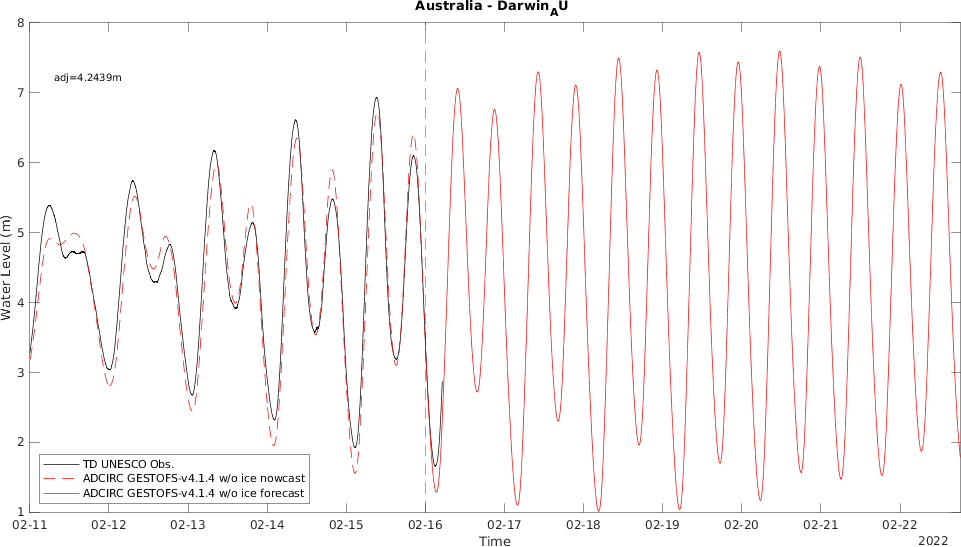 Australia - Darwin_AU
8
7
6
5
4
3
2
1
Water Level (m)
adj=4.2439m
TD UNESCO Obs.
ADCIRC GESTOFS-v4.1.4 w/o ice nowcast
ADCIRC GESTOFS-v4.1.4 w/o ice forecast
02-11 02-12 02-13 02-14 02-15 02-16 02-17 02-18 02-19 02-20 02-21 02-22
Time
2022